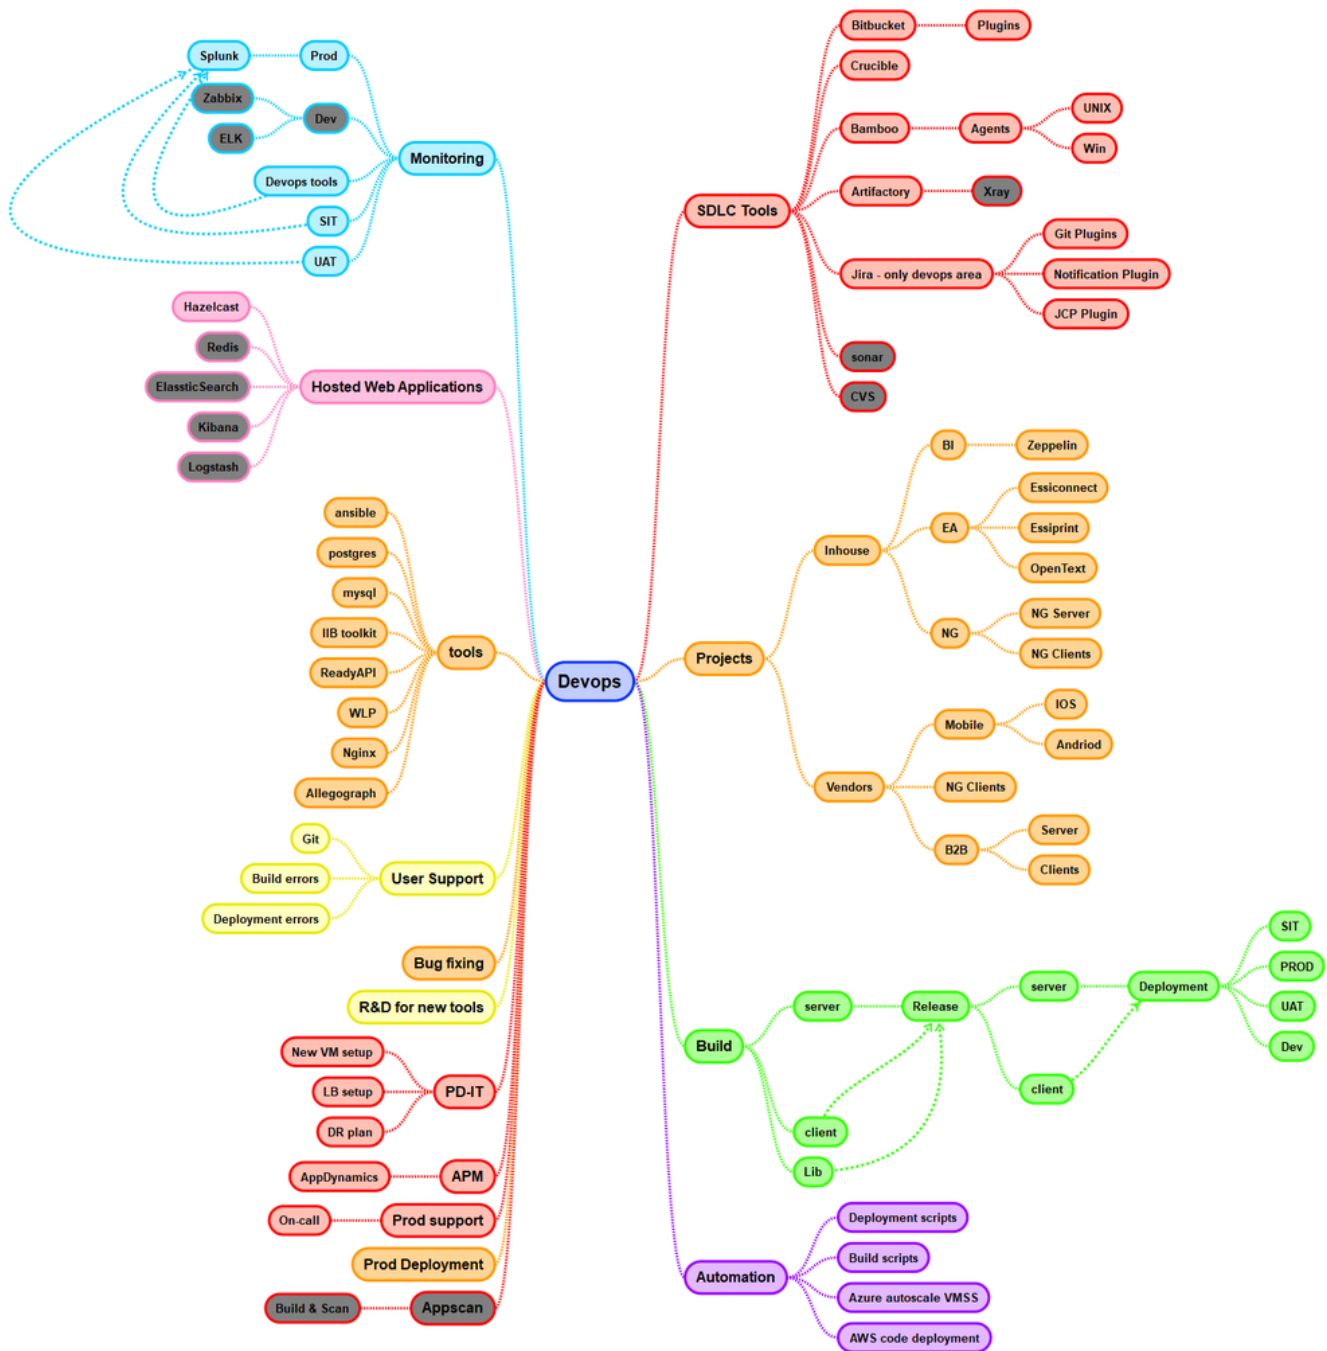 Devops
Monitoring
Prod
Splunk
Dev
Zabbix
ELK
Devops tools
SIT
UAT
Hosted Web Applications
Hazelcast
Redis
ElassticSearch
Kibana
Logstash
tools
ansible
postgres
mysql
IIB toolkit
ReadyAPI
WLP
Nginx
Allegograph
User Support
Git
Build errors
Deployment errors
Bug fixing
R&D for new tools
PD-IT
New VM setup
LB setup
DR plan
APM
AppDynamics
Prod support
On-call
Prod Deployment
Appscan
Build & Scan
SDLC Tools
Bitbucket
Plugins
Crucible
Bamboo
Agents
UNIX
Win
Artifactory
Xray
Jira - only devops area
Git Plugins
Notification Plugin
JCP Plugin
sonar
CVS
Projects
Inhouse
BI
Zeppelin
EA
Essiconnect
Essiprint
OpenText
NG
NG Server
NG Clients
Vendors
Mobile
IOS
Andriod
NG Clients
B2B
Server
Clients
Build
server
Release
server
Deployment
SIT
PROD
UAT
Dev
client
client
Lib
Automation
Deployment scripts
Build scripts
Azure autoscale VMSS
AWS code deployment